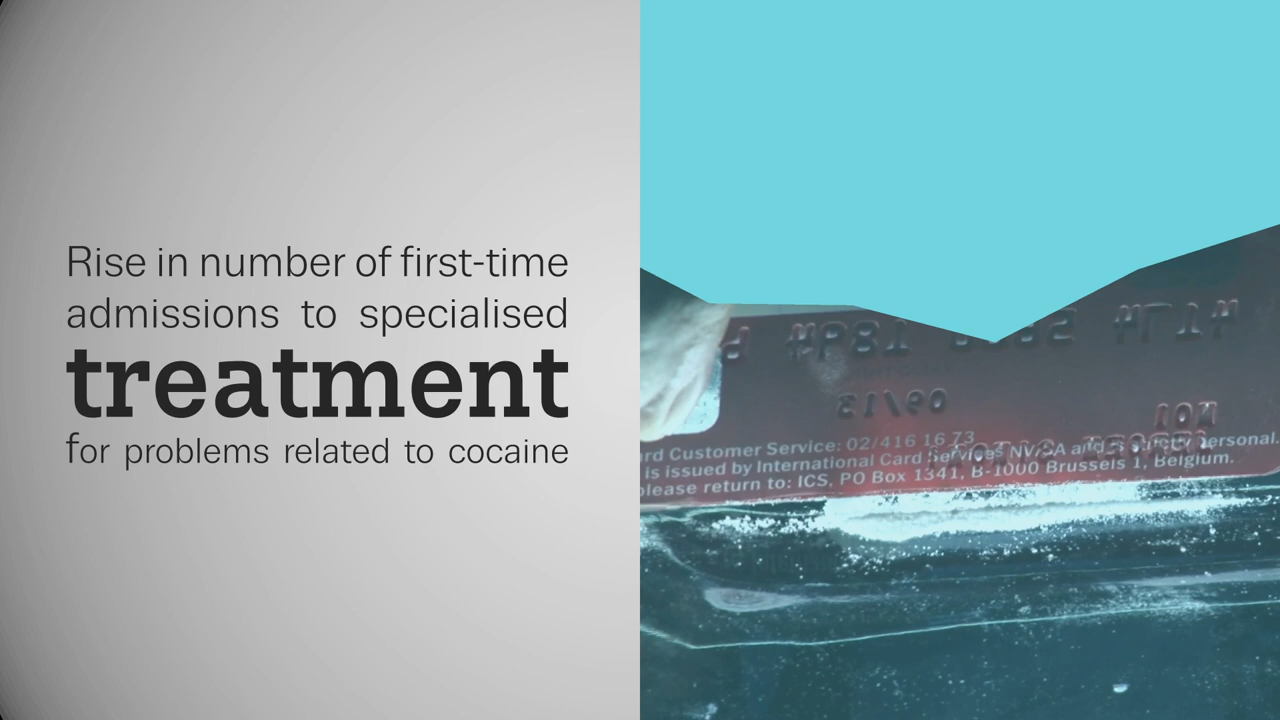 Rise in number of first-time
admissions to specialised
treatment
for problems related to cocaine
Customer Service: 02/416 16 73
is issued by International Card Services NV/SA and
please return to: ICS, PO Box 1341, B-1000 Brussels 1, Belgium.